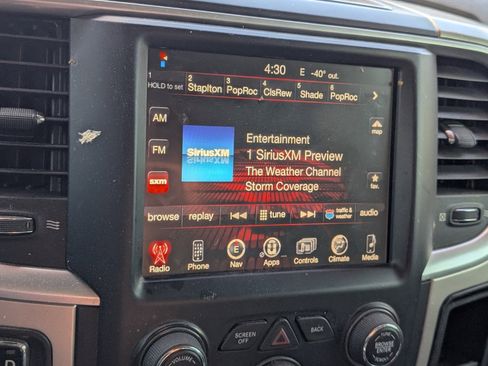 4:30 E -40° out.
1 2 3 4 5 6
HOLD to set Staplton PopRoc ClsRew Shade PopRoc
AM
FM
sxm
SiriusXM
Entertainment
1 SiriusXM Preview
The Weather Channel
Storm Coverage
map
fav.
browse replay tune traffic & weather audio
E
Radio Phone Nav Apps Controls Climate Media
SCREEN OFF
BACK
VOLUME
BROWSE
ENTER
SCROLL
D